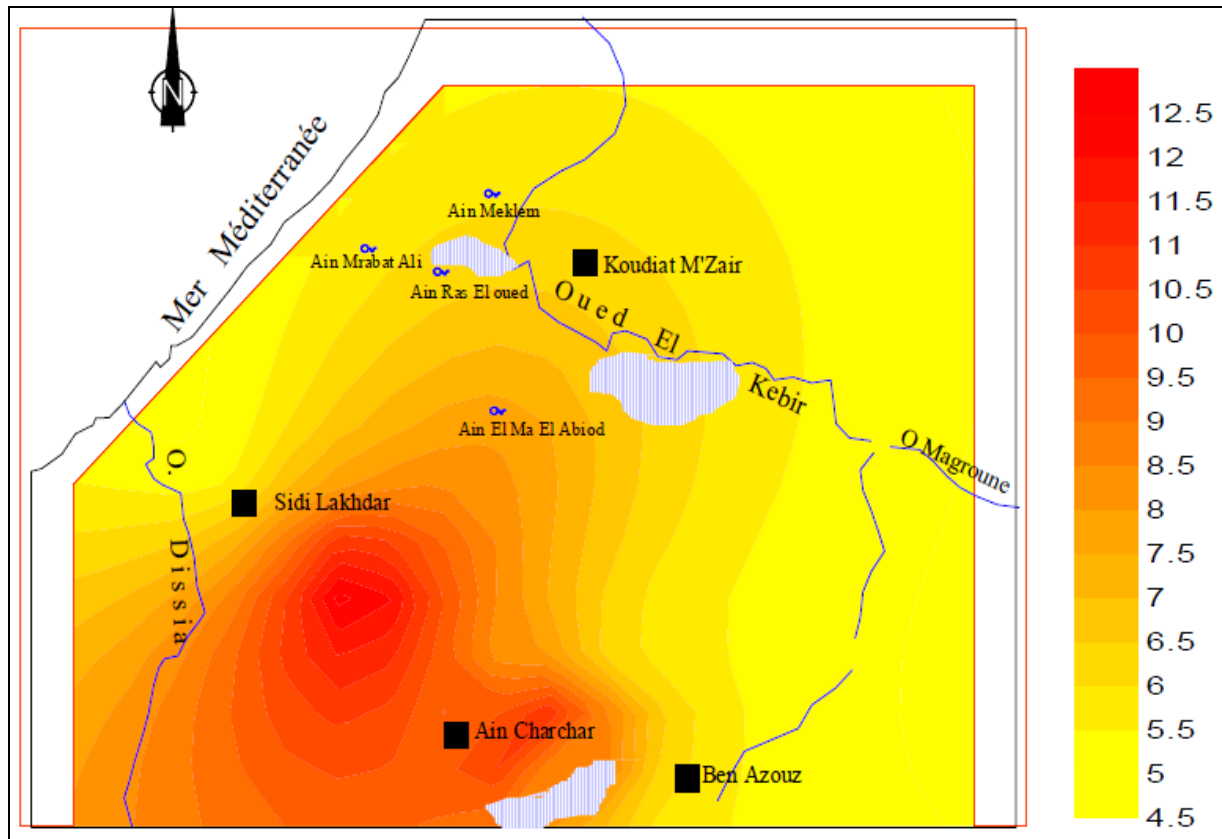 N
Mer Méditerranée
Ain Meklem
Ain Mrabat Ali
Ain Ras El oued
Koudiat M'Zair
Oued El Kebir
Ain El Ma El Abiod
O Magroune
O. Dissia
Sidi Lakhdar
Ain Charchar
Ben Azouz
12.5
12
11.5
11
10.5
10
9.5
9
8.5
8
7.5
7
6.5
6
5.5
5
4.5